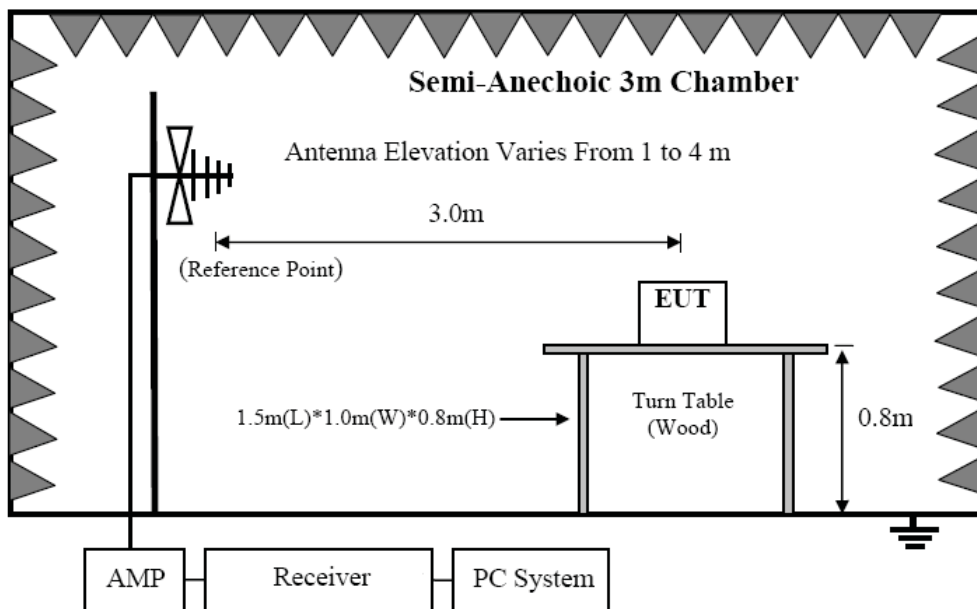 Semi-Anechoic 3m Chamber
Antenna Elevation Varies From 1 to 4 m
3.0m
(Reference Point)
EUT
1.5m(L)*1.0m(W)*0.8m(H)
Turn Table
(Wood)
0.8m
AMP
Receiver
PC System